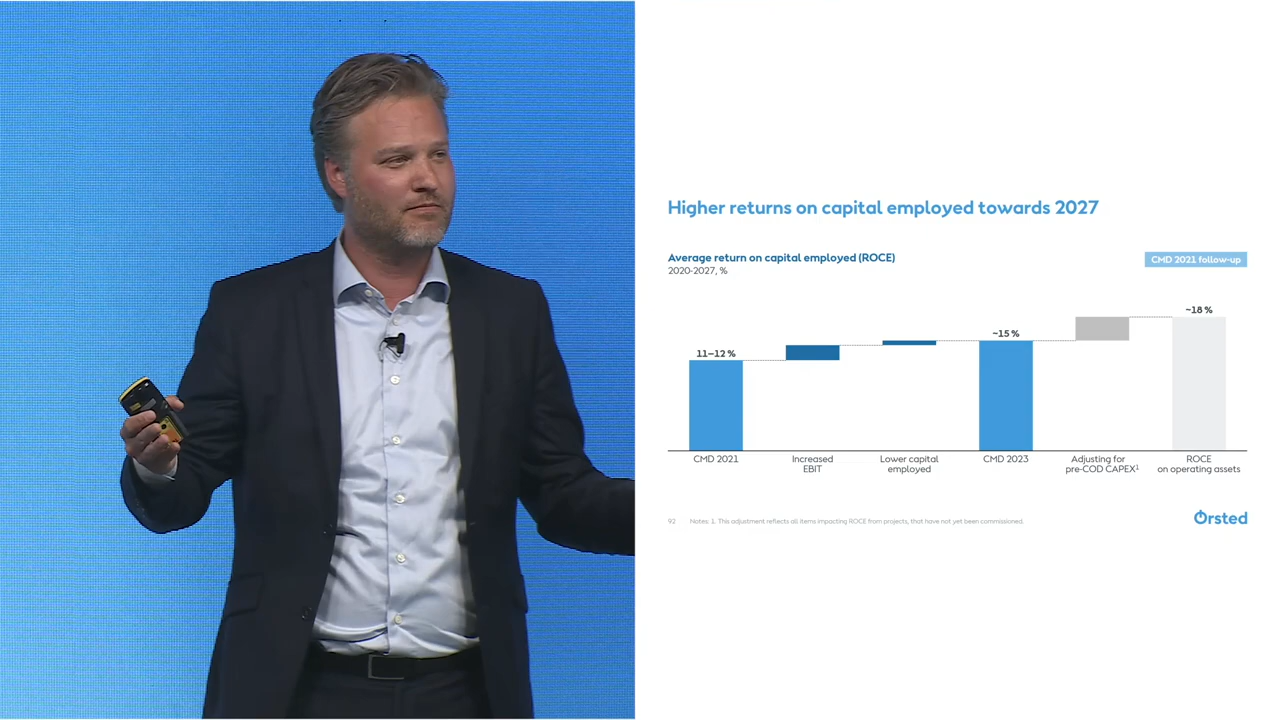 Higher returns on capital employed towards 2027
Average return on capital employed (ROCE)
2020-2027, %
CMD 2021 follow-up
11–12 %
~15 %
~18 %
CMD 2021
Increased
EBIT
Lower capital
employed
CMD 2023
Adjusting for
pre-COD CAPEX¹
ROCE
on operating assets
92
Notes: 1. This adjustment reflects all items impacting ROCE from projects, that have not yet been commissioned.
Ørsted